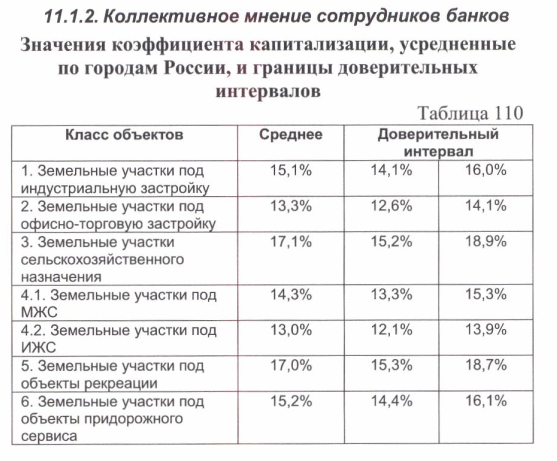 11.1.2. Коллективное мнение сотрудников банков
Значения коэффициента капитализации, усредненные
по городам России, и границы доверительных
интервалов
Таблица 110
Класс объектов Среднее Доверительный
интервал
1. Земельные участки под 15,1% 14,1% 16,0%
индустриальную застройку
2. Земельные участки под 13,3% 12,6% 14,1%
офисно-торговую застройку
3. Земельные участки 17,1% 15,2% 18,9%
сельскохозяйственного
назначения
4.1. Земельные участки под 14,3% 13,3% 15,3%
МЖС
4.2. Земельные участки под 13,0% 12,1% 13,9%
ИЖС
5. Земельные участки под 17,0% 15,3% 18,7%
объекты рекреации
6. Земельные участки под 15,2% 14,4% 16,1%
объекты придорожного
сервиса